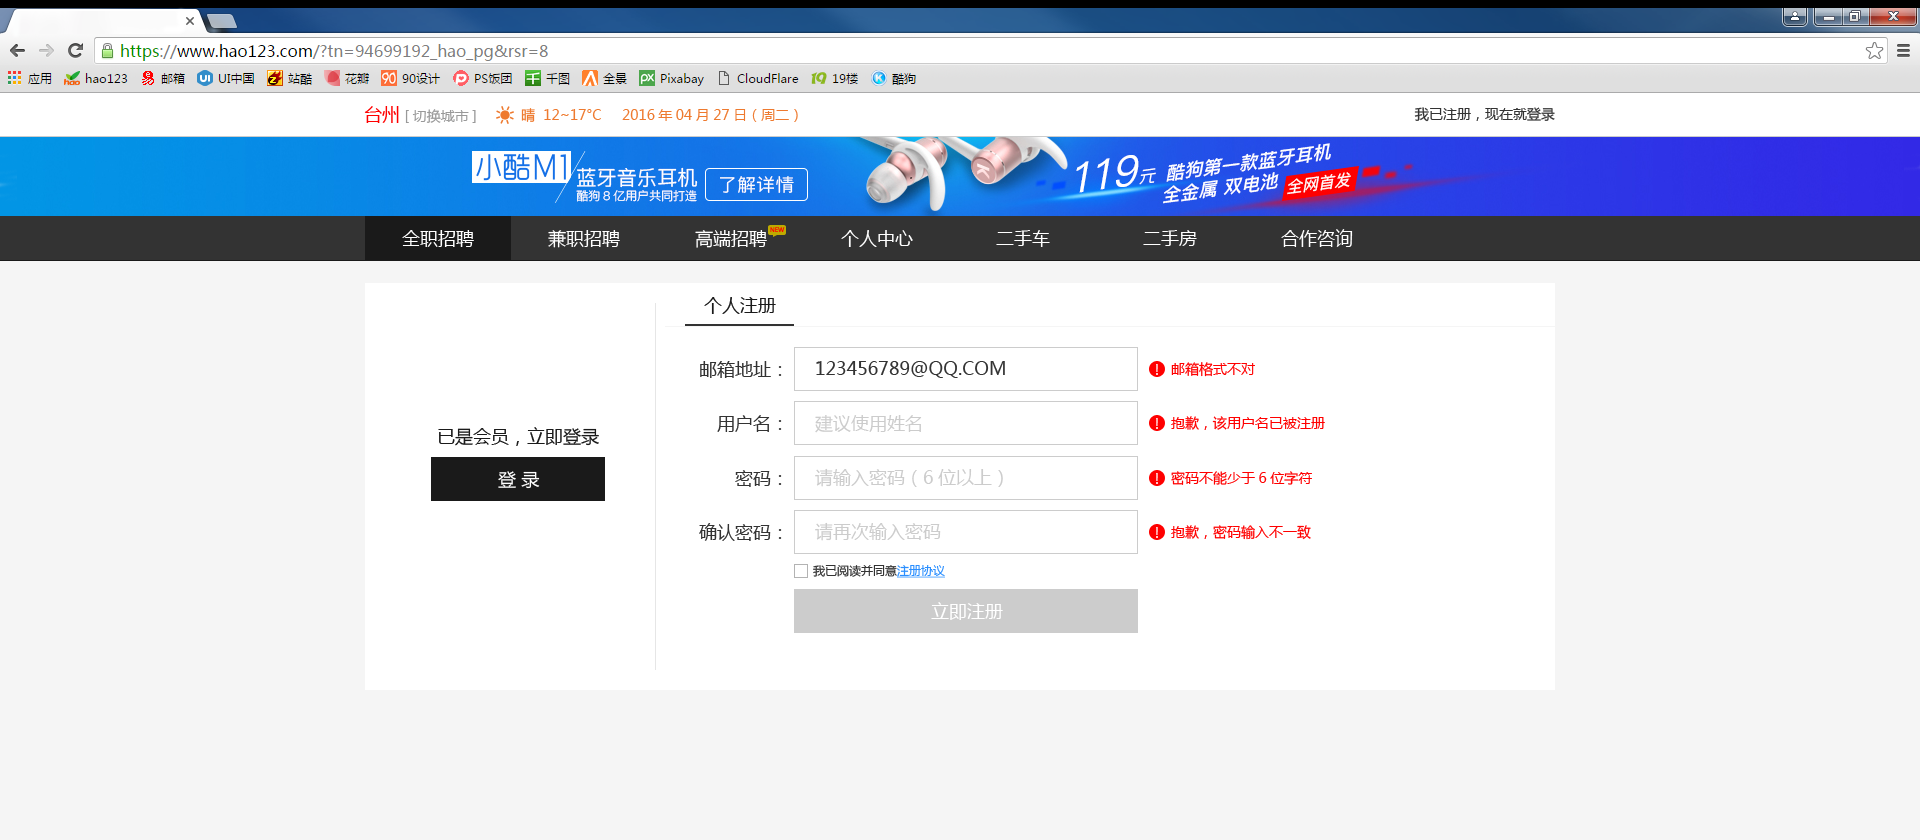 https://www.hao123.com/?tn=94699192_hao_pg&rsr=8
应用 hao123 邮箱 UI中国 站酷 花瓣 90设计 PS饭团 千图 全景 Pixabay CloudFlare 19楼 酷狗
台州 [ 切换城市 ] 晴 12~17°C 2016 年 04 月 27 日 ( 周二 ) 我已注册，现在就登录
小酷M1 蓝牙音乐耳机
酷狗 8 亿用户共同打造
了解详情
119元 酷狗第一款蓝牙耳机
全金属 双电池 全网首发
全职招聘 兼职招聘 高端招聘 NEW 个人中心 二手车 二手房 合作咨询
个人注册
邮箱地址： 123456789@QQ.COM ! 邮箱格式不对
用户名： 建议使用姓名 ! 抱歉，该用户名已被注册
已是会员，立即登录
登 录
密码： 请输入密码 ( 6 位以上 ) ! 密码不能少于 6 位字符
确认密码： 请再次输入密码 ! 抱歉，密码输入不一致
我已阅读并同意注册协议
立即注册